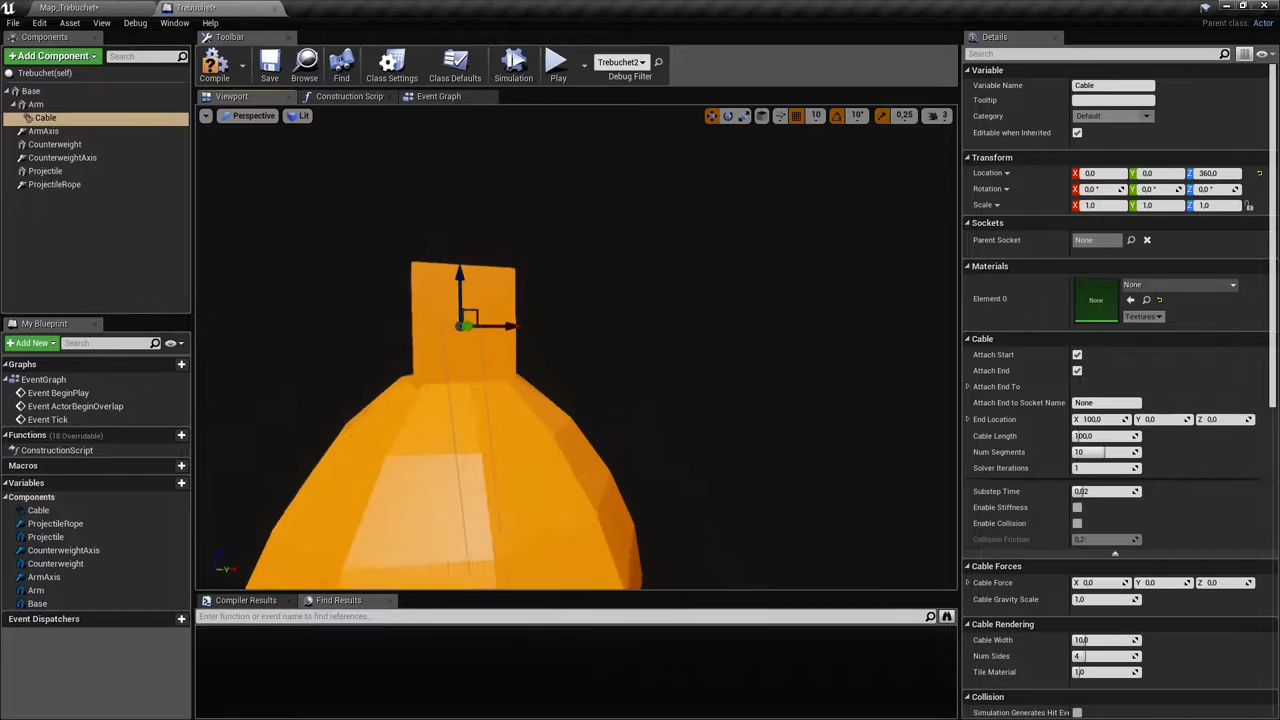 Map_Trebuchet*
Trebuchet*
File Edit Asset View Debug Window Help
Parent class: Actor
Components
Add Component
Search
Trebuchet(self)
Base
Arm
Cable
ArmAxis
Counterweight
CounterweightAxis
Projectile
ProjectileRope
My Blueprint
Add New
Search
Graphs
EventGraph
Event BeginPlay
Event ActorBeginOverlap
Event Tick
Functions (18 Overridable)
ConstructionScript
Macros
Variables
Components
Cable
ProjectileRope
Projectile
CounterweightAxis
Counterweight
ArmAxis
Arm
Base
Event Dispatchers
Toolbar
Compile
Save
Browse
Find
Class Settings
Class Defaults
Simulation
Play
Trebuchet2
Debug Filter
Viewport
Construction Scrip
Event Graph
Perspective
Lit
10
10°
0,25
3
Compiler Results
Find Results
Enter function or event name to find references...
Details
Search
Variable
Variable Name Cable
Tooltip
Category Default
Editable when Inherited
Transform
Location X 0,0 Y 0,0 Z 360,0
Rotation X 0,0 ° Y 0,0 ° Z 0,0 °
Scale X 1,0 Y 1,0 Z 1,0
Sockets
Parent Socket None
Materials
Element 0 None None
Textures
Cable
Attach Start
Attach End
Attach End To
Attach End to Socket Name None
End Location X 100,0 Y 0,0 Z 0,0
Cable Length 100,0
Num Segments 10
Solver Iterations 1
Substep Time 0,02
Enable Stiffness
Enable Collision
Collision Friction 0,2
Cable Forces
Cable Force X 0,0 Y 0,0 Z 0,0
Cable Gravity Scale 1,0
Cable Rendering
Cable Width 10,0
Num Sides 4
Tile Material 1,0
Collision
Simulation Generates Hit Eve